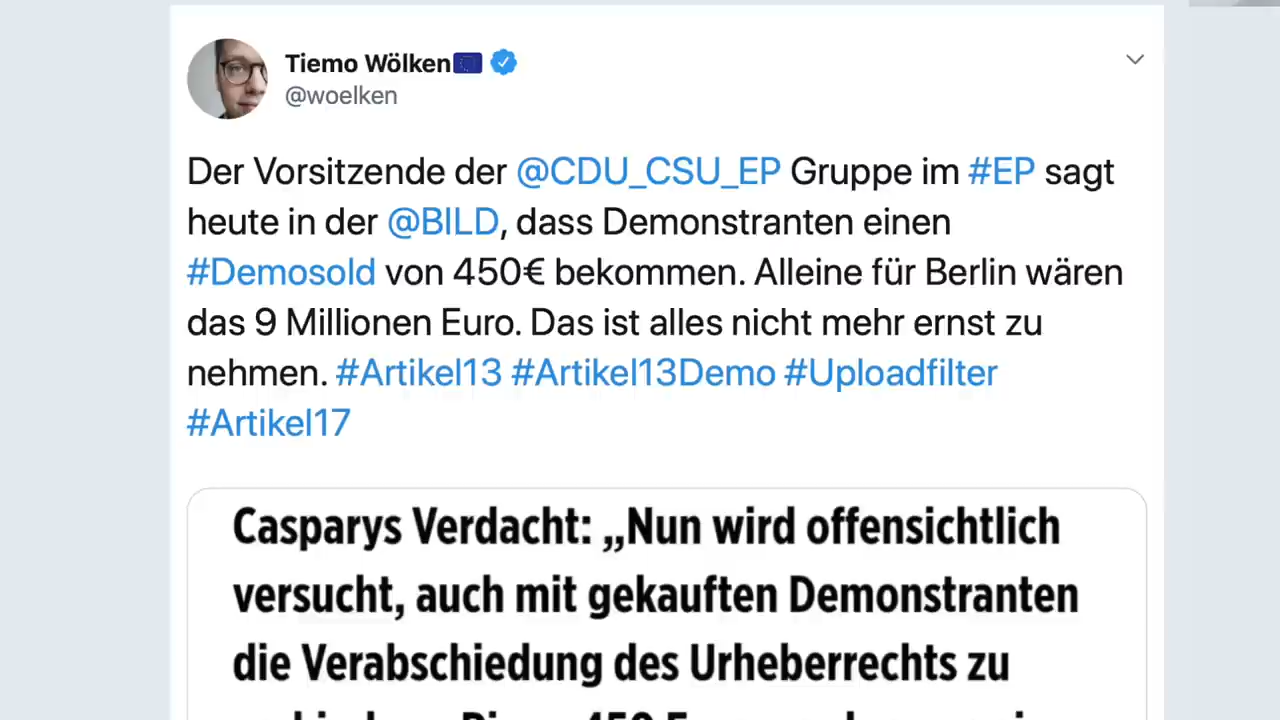 Tiemo Wölken🇪🇺
@woelken
Der Vorsitzende der @CDU_CSU_EP Gruppe im #EP sagt
heute in der @BILD, dass Demonstranten einen
#Demosold von 450€ bekommen. Alleine für Berlin wären
das 9 Millionen Euro. Das ist alles nicht mehr ernst zu
nehmen. #Artikel13 #Artikel13Demo #Uploadfilter
#Artikel17
Casparys Verdacht: „Nun wird offensichtlich
versucht, auch mit gekauften Demonstranten
die Verabschiedung des Urheberrechts zu